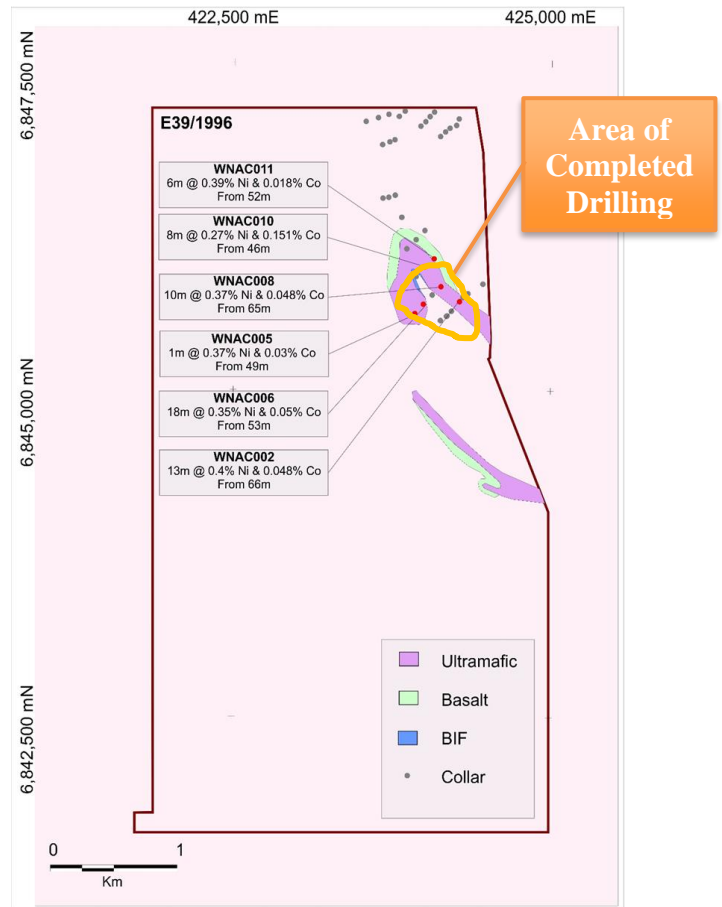 422,500 mE
425,000 mE
6,847,500 mN
E39/1996
Area of
Completed
Drilling
WNAC011
6m @ 0.39% Ni & 0.018% Co
From 52m
WNAC010
8m @ 0.27% Ni & 0.151% Co
From 46m
WNAC008
10m @ 0.37% Ni & 0.048% Co
From 65m
WNAC005
1m @ 0.37% Ni & 0.03% Co
From 49m
6,845,000 mN
WNAC006
18m @ 0.35% Ni & 0.05% Co
From 53m
WNAC002
13m @ 0.4% Ni & 0.048% Co
From 66m
6,842,500 mN
Ultramafic
Basalt
BIF
Collar
0 1
Km